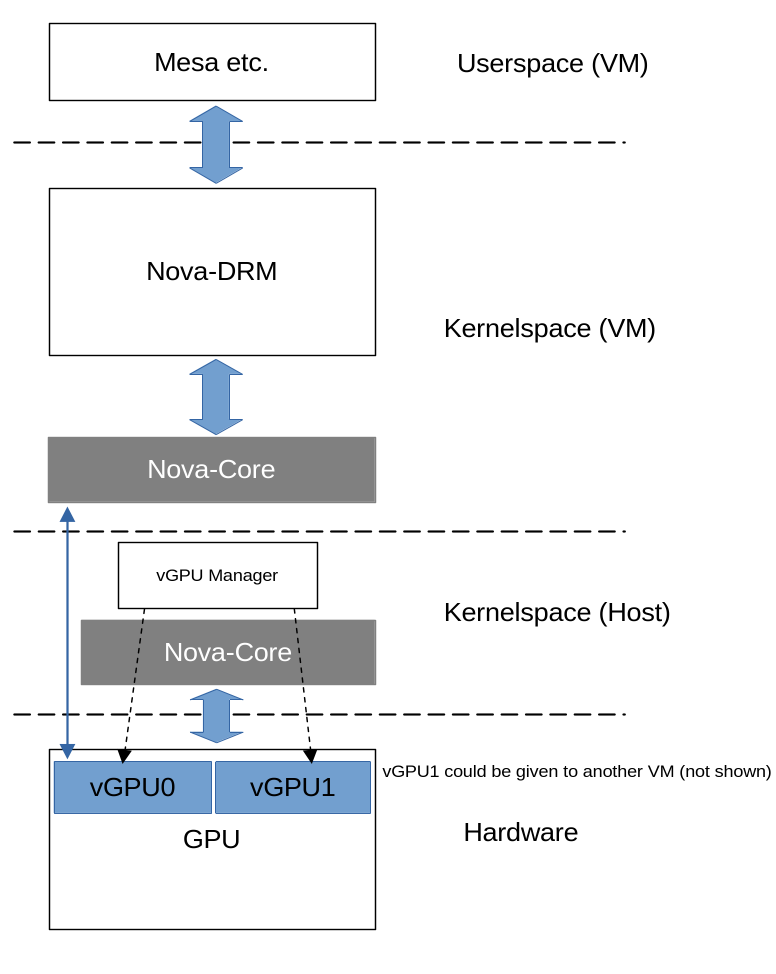 Mesa etc.
Userspace (VM)
Nova-DRM
Kernelspace (VM)
Nova-Core
vGPU Manager
Kernelspace (Host)
Nova-Core
vGPU0
vGPU1
vGPU1 could be given to another VM (not shown)
GPU
Hardware